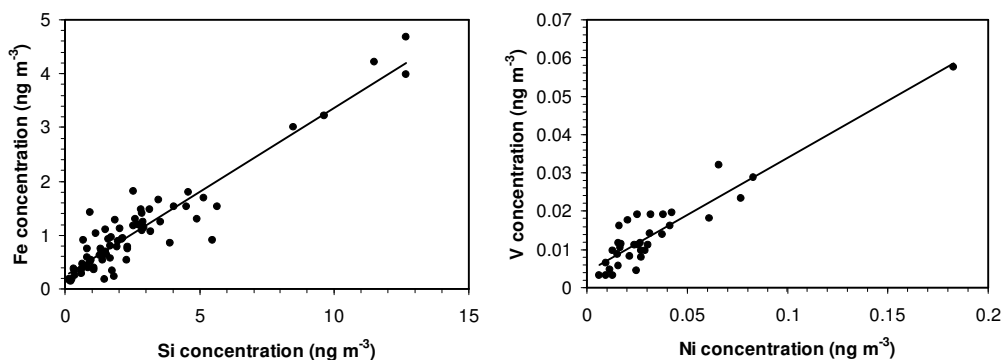 Fe concentration (ng m⁻³)
5
4
3
2
1
0
0 5 10 15
Si concentration (ng m⁻³)
V concentration (ng m⁻³)
0.07
0.06
0.05
0.04
0.03
0.02
0.01
0.00
0 0.05 0.1 0.15 0.2
Ni concentration (ng m⁻³)